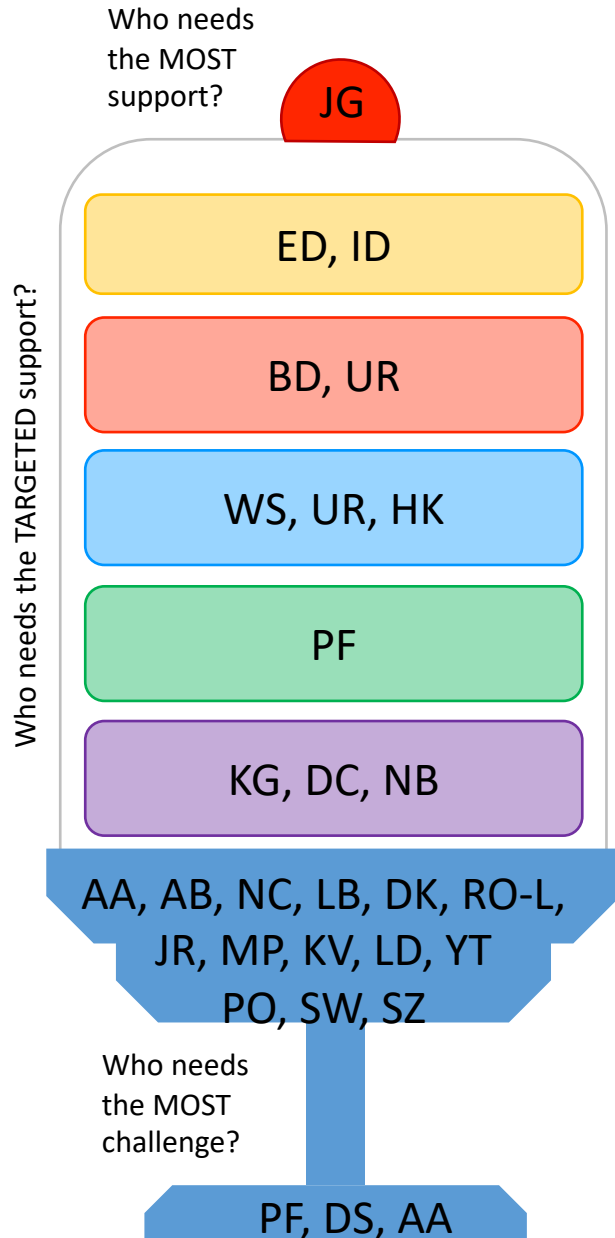 Who needs
the MOST
support?
JG
Who needs the TARGETED support?
ED, ID
BD, UR
WS, UR, HK
PF
KG, DC, NB
AA, AB, NC, LB, DK, RO-L,
JR, MP, KV, LD, YT
PO, SW, SZ
Who needs
the MOST
challenge?
PF, DS, AA